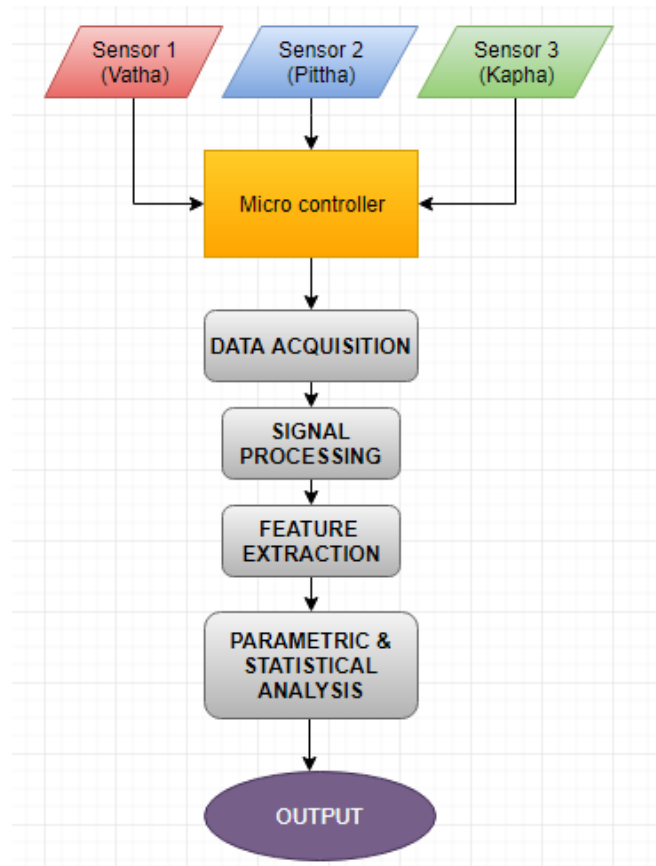 Sensor 1
(Vatha)
Sensor 2
(Pittha)
Sensor 3
(Kapha)
Micro controller
DATA ACQUISITION
SIGNAL
PROCESSING
FEATURE
EXTRACTION
PARAMETRIC &
STATISTICAL
ANALYSIS
OUTPUT